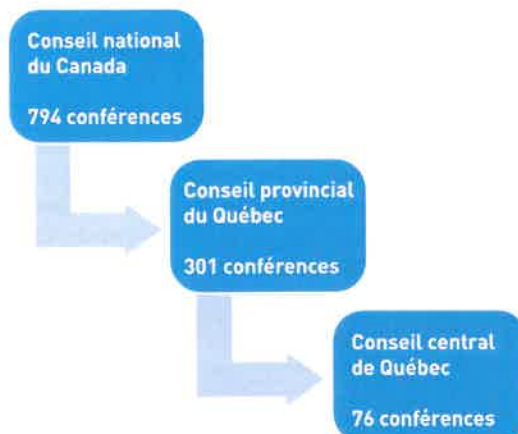 Conseil national
du Canada
794 conférences
Conseil provincial
du Québec
301 conférences
Conseil central
de Québec
76 conférences